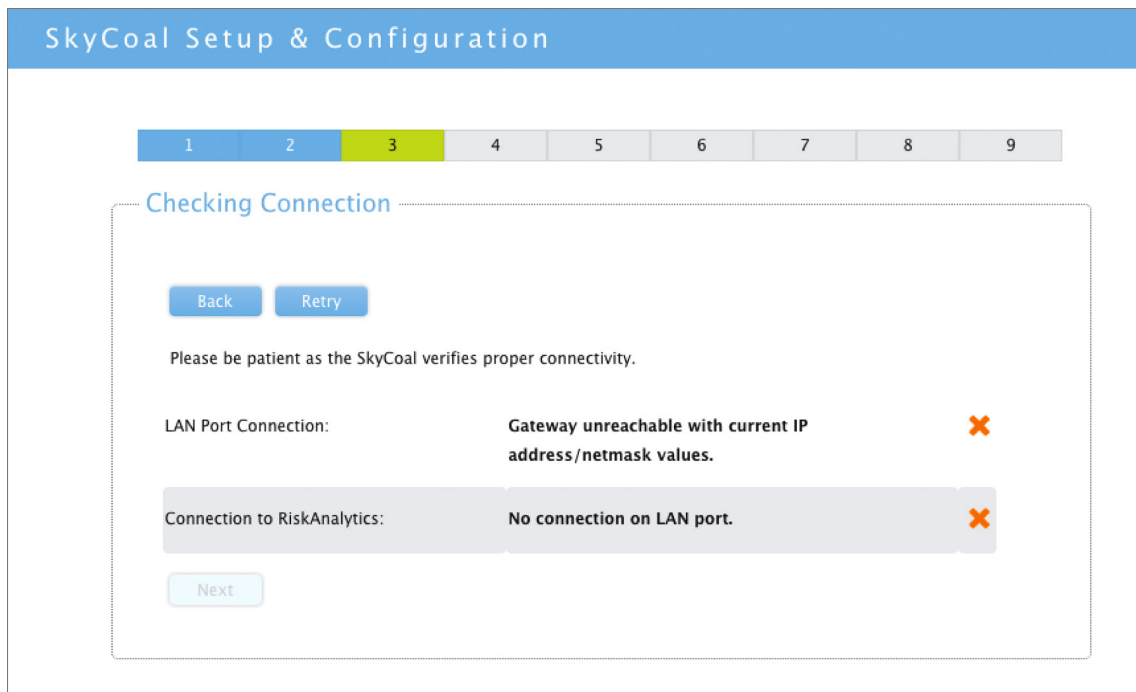 SkyCoal Setup & Configuration
1 2 3 4 5 6 7 8 9
Checking Connection
Back Retry
Please be patient as the SkyCoal verifies proper connectivity.
LAN Port Connection: Gateway unreachable with current IP
address/netmask values.
Connection to RiskAnalytics: No connection on LAN port.
Next